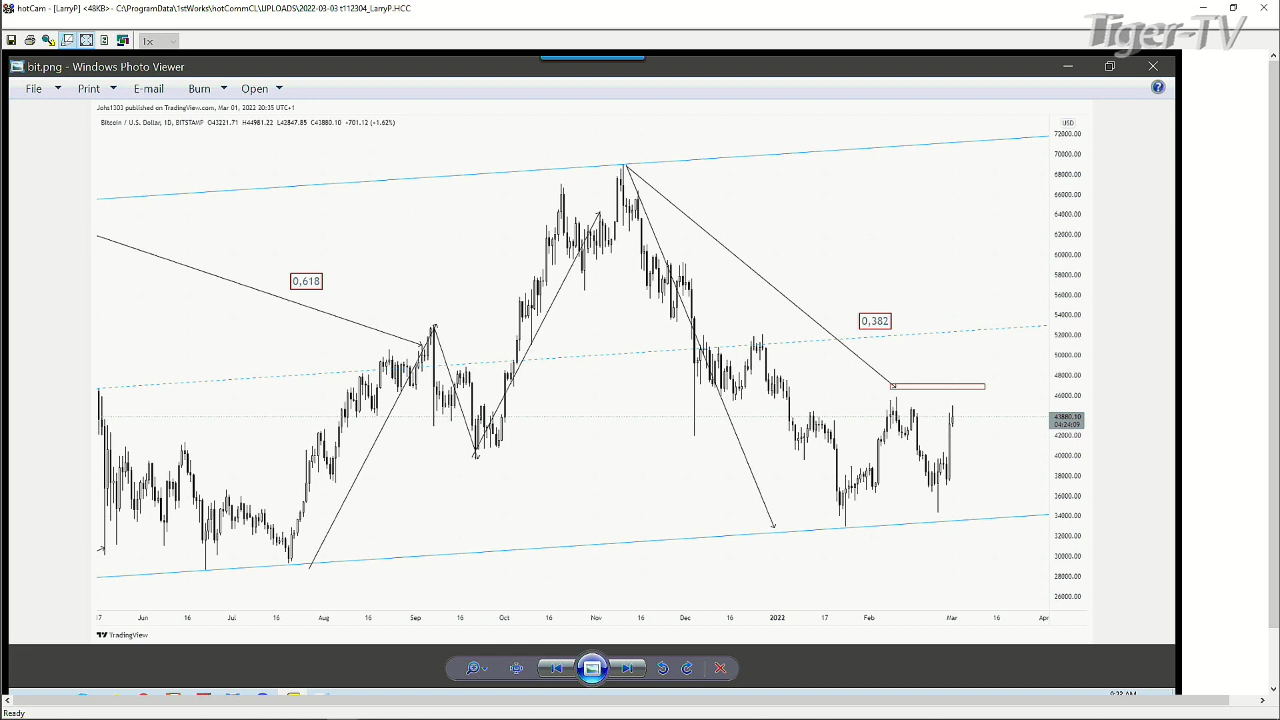 hotCam - [LarryP] <48KB> - C:\ProgramData\1stWorks\hotCommCL\UPLOADS\2022-03-03 t112304_LarryP.HCC
Tiger-TV
1x
bit.png - Windows Photo Viewer
File Print E-mail Burn Open
Johs1303 published on TradingView.com, Mar 01, 2022 20:35 UTC+1
Bitcoin / U.S. Dollar, 1D, BITSTAMP O43221.71 H44981.22 L42847.85 C43880.10 +701.12 (+1.62%)
USD
72000.00
70000.00
68000.00
66000.00
64000.00
62000.00
60000.00
58000.00
56000.00
54000.00
52000.00
50000.00
48000.00
46000.00
43880.10
04:24:09
42000.00
40000.00
38000.00
36000.00
34000.00
32000.00
30000.00
28000.00
26000.00
0,618
0,382
17 Jun 16 Jul 16 Aug 16 Sep 16 Oct 16 Nov 16 Dec 16 2022 17 Feb Mar 16 Apr
TradingView
Ready